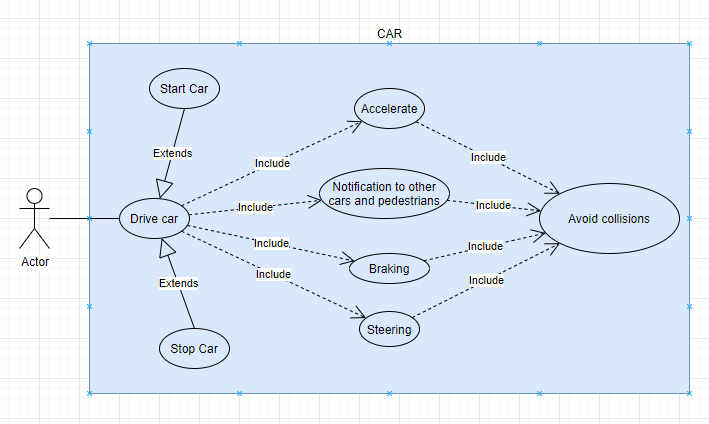 CAR
Start Car
Accelerate
Extends
Include
Include
Notification to other
cars and pedestrians
Include
Include
Drive car
Avoid collisions
Actor
Include
Include
Braking
Extends
Include
Include
Steering
Stop Car